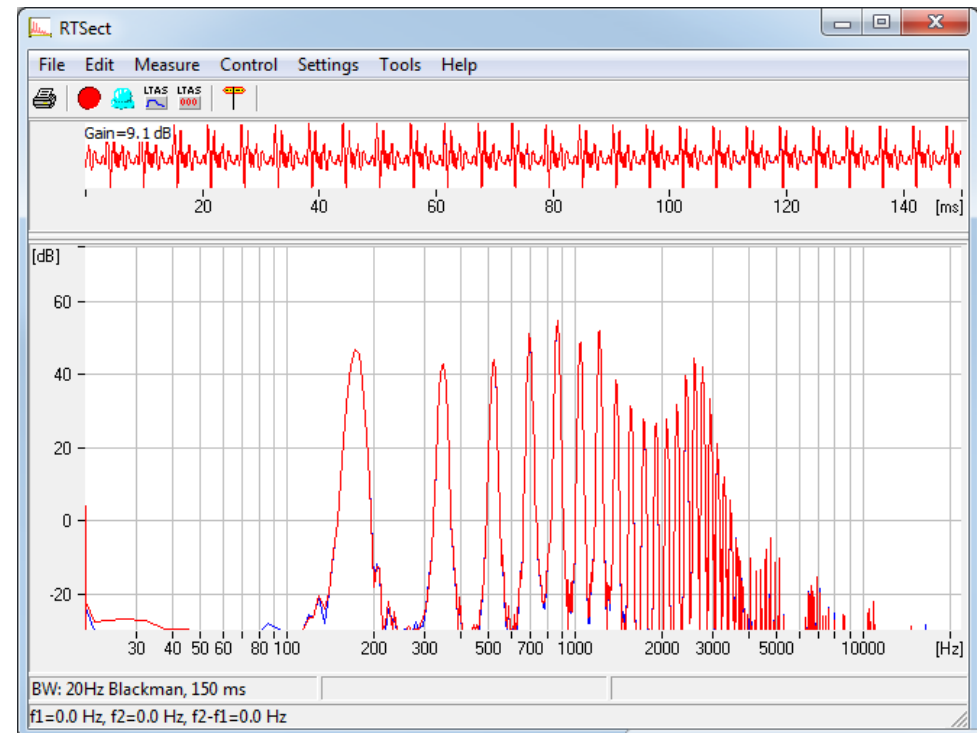 RTSect
File Edit Measure Control Settings Tools Help
LTAS LTAS
000
Gain=9.1 dB
20 40 60 80 100 120 140 [ms]
[dB]
60
40
20
0
-20
30 40 50 60 80 100 200 300 500 700 1000 2000 3000 5000 10000 [Hz]
BW: 20Hz Blackman, 150 ms
f1=0.0 Hz, f2=0.0 Hz, f2-f1=0.0 Hz